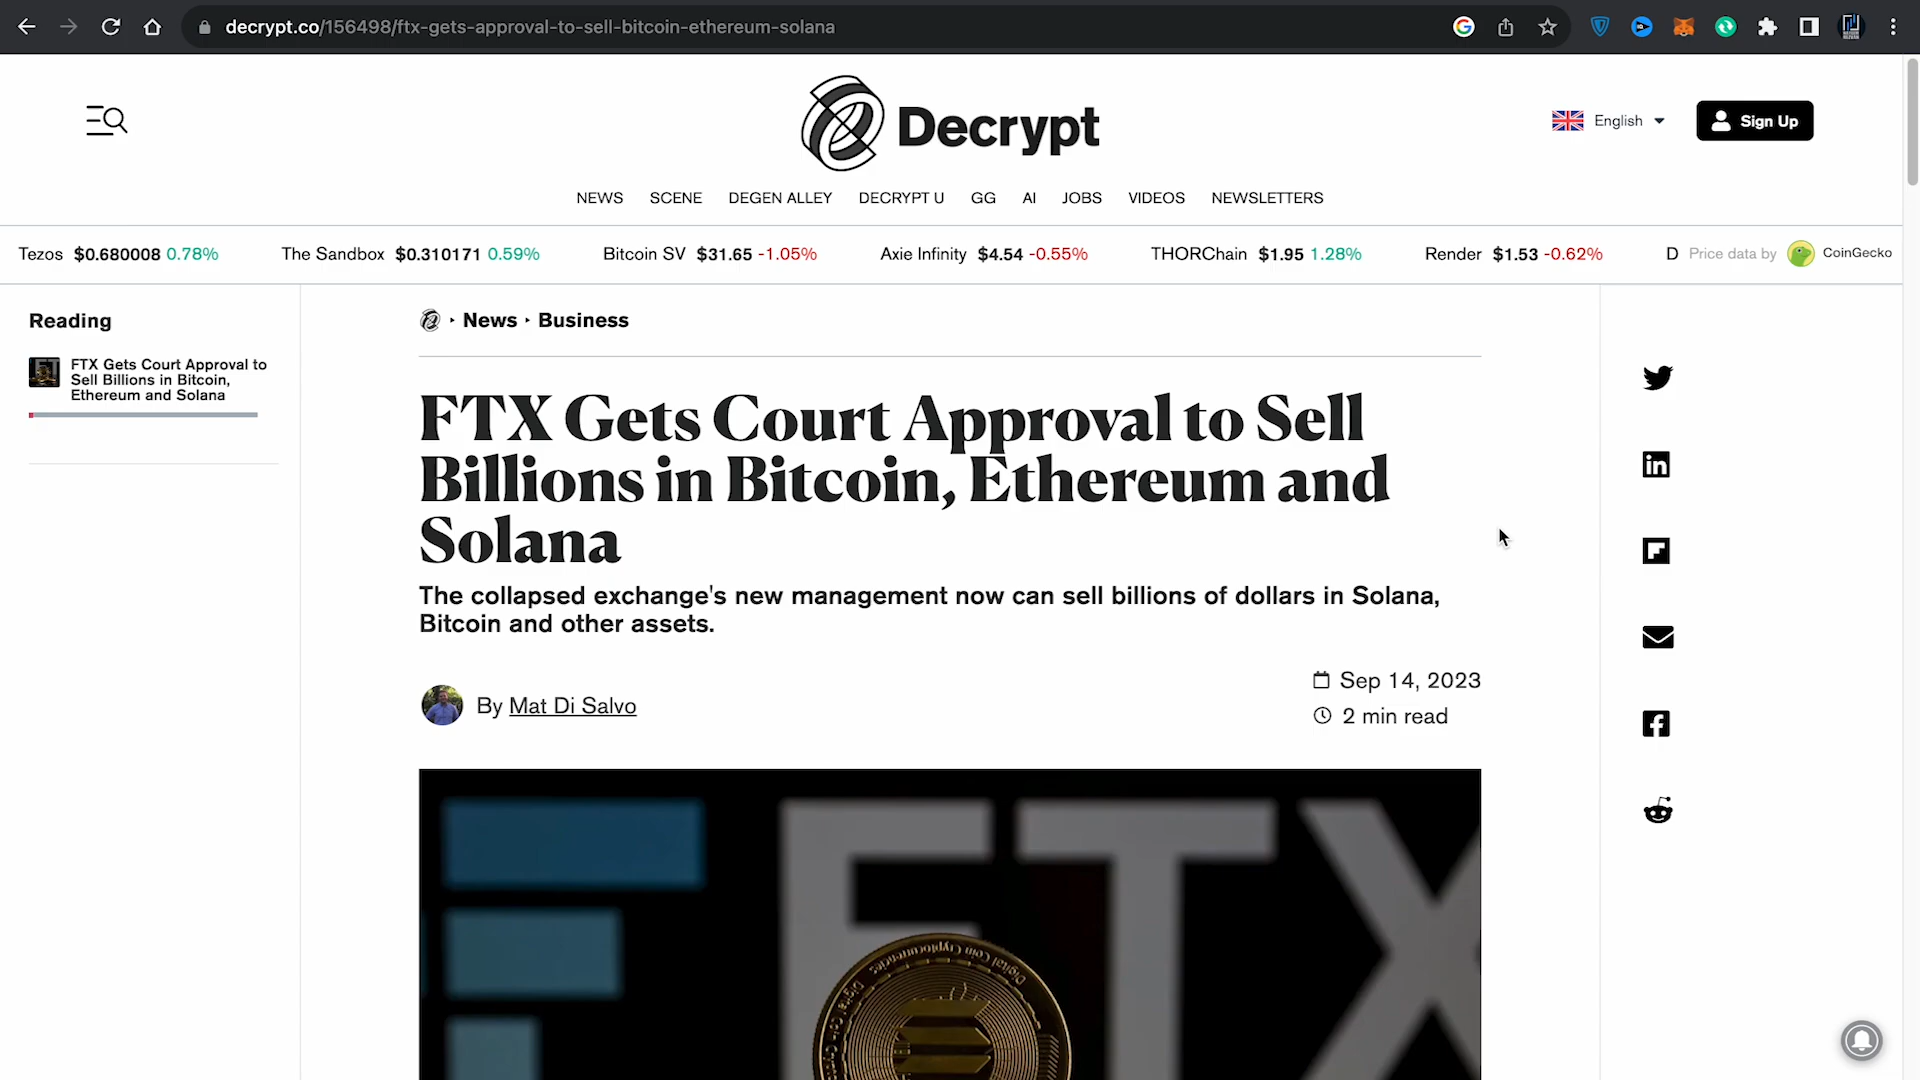 decrypt.co/156498/ftx-gets-approval-to-sell-bitcoin-ethereum-solana
Decrypt
English
Sign Up
NEWS SCENE DEGEN ALLEY DECRYPT U GG AI JOBS VIDEOS NEWSLETTERS
Tezos $0.680008 0.78% The Sandbox $0.310171 0.59% Bitcoin SV $31.65 -1.05% Axie Infinity $4.54 -0.55% THORChain $1.95 1.28% Render $1.53 -0.62% D Price data by CoinGecko
Reading
FTX Gets Court Approval to
Sell Billions in Bitcoin,
Ethereum and Solana
News ‣ Business
FTX Gets Court Approval to Sell
Billions in Bitcoin, Ethereum and
Solana
The collapsed exchange's new management now can sell billions of dollars in Solana,
Bitcoin and other assets.
By Mat Di Salvo
Sep 14, 2023
2 min read
FTX
Digital Coin Cryptocurrencies